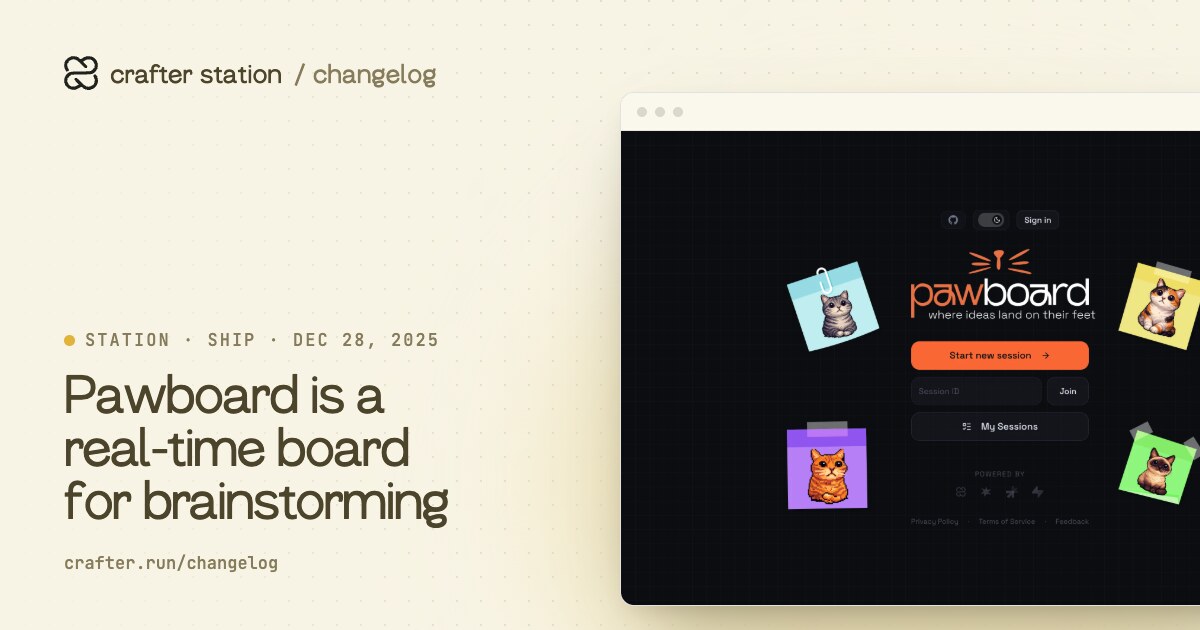 crafter station / changelog
STATION · SHIP · DEC 28, 2025
Pawboard is a
real-time board
for brainstorming
crafter.run/changelog
Sign in
pawboard
where ideas land on their feet
Start new session →
Session ID
Join
My Sessions
POWERED BY
Privacy Policy · Terms of Service · Feedback